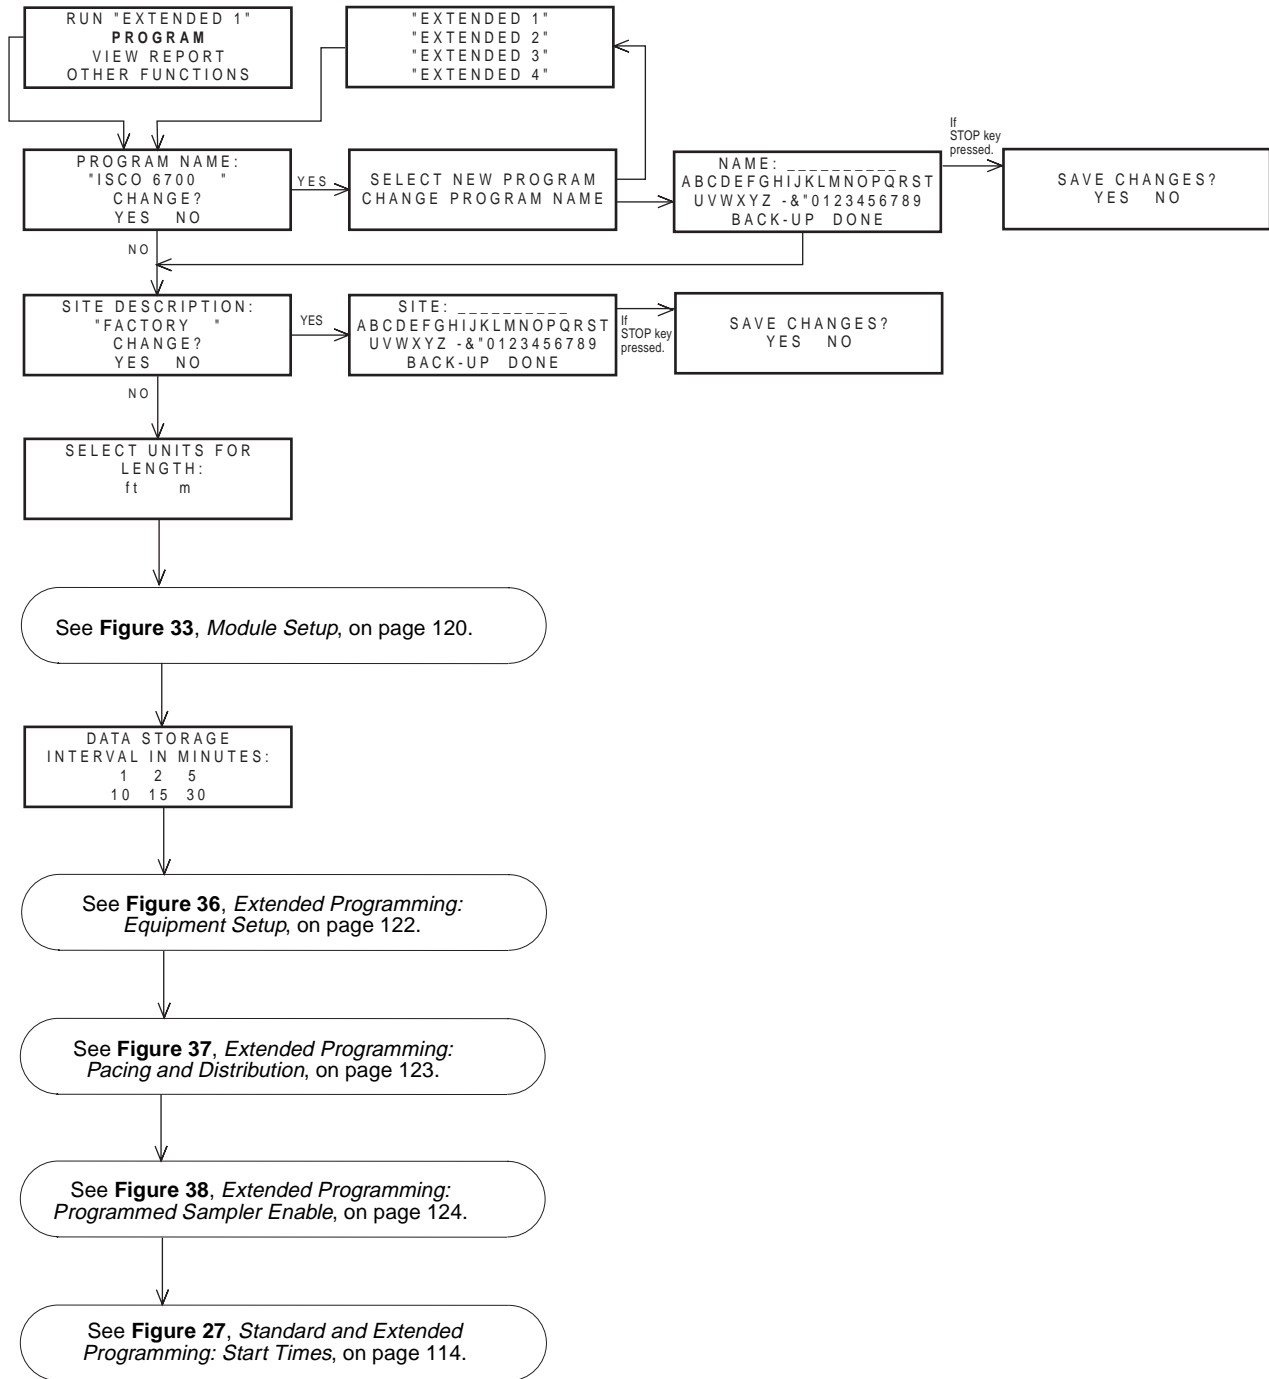 RUN "EXTENDED 1"
PROGRAM
VIEW REPORT
OTHER FUNCTIONS
"EXTENDED 1"
"EXTENDED 2"
"EXTENDED 3"
"EXTENDED 4"
PROGRAM NAME:
"ISCO 6700 "
CHANGE?
YES NO
YES
SELECT NEW PROGRAM
CHANGE PROGRAM NAME
NAME: _ _ _ _ _ _ _ _ _ _
ABCDEFGHIJKLMNOPQRST
UVWXYZ -&"0123456789
BACK-UP DONE
If
STOP key
pressed.
SAVE CHANGES?
YES NO
NO
SITE DESCRIPTION:
"FACTORY "
CHANGE?
YES NO
YES
SITE: _ _ _ _ _ _ _ _ _ _
ABCDEFGHIJKLMNOPQRST
UVWXYZ -&"0123456789
BACK-UP DONE
If
STOP key
pressed.
SAVE CHANGES?
YES NO
NO
SELECT UNITS FOR
LENGTH:
ft m
See Figure 33, Module Setup, on page 120.
DATA STORAGE
INTERVAL IN MINUTES:
1 2 5
10 15 30
See Figure 36, Extended Programming:
Equipment Setup, on page 122.
See Figure 37, Extended Programming:
Pacing and Distribution, on page 123.
See Figure 38, Extended Programming:
Programmed Sampler Enable, on page 124.
See Figure 27, Standard and Extended
Programming: Start Times, on page 114.